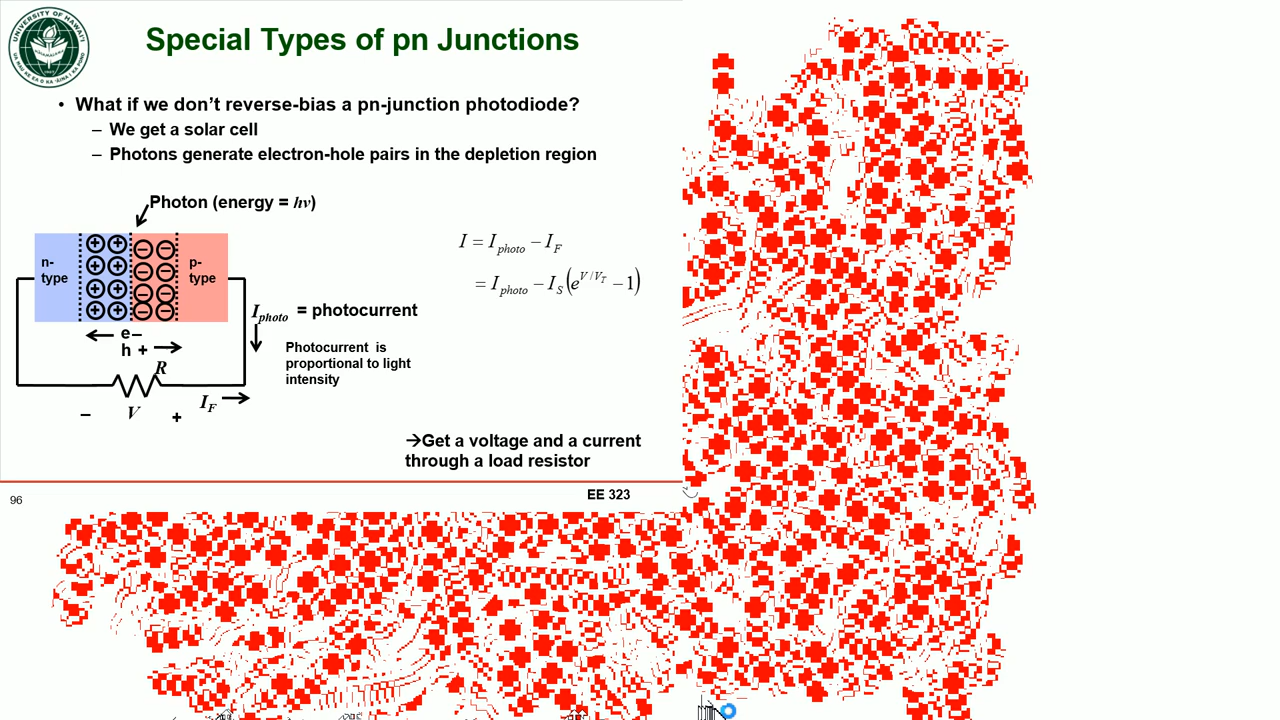 UNIVERSITY OF HAWAI'I
Special Types of pn Junctions
• What if we don't reverse-bias a pn-junction photodiode?
– We get a solar cell
– Photons generate electron-hole pairs in the depletion region
Photon (energy = hν)
n-
type
p-
type
I = I_photo – I_F
= I_photo – I_S(e^{V/V_T} – 1)
I_photo = photocurrent
e–
h +
Photocurrent is
proportional to light
intensity
R
I_F
– V +
→Get a voltage and a current
through a load resistor
96
EE 323